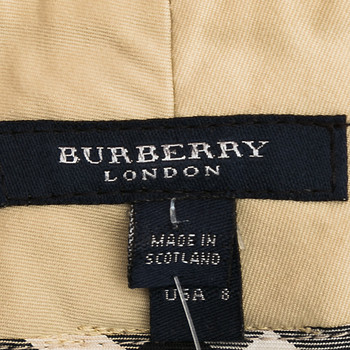 BURBERRY
LONDON
MADE IN
SCOTLAND
USA 8